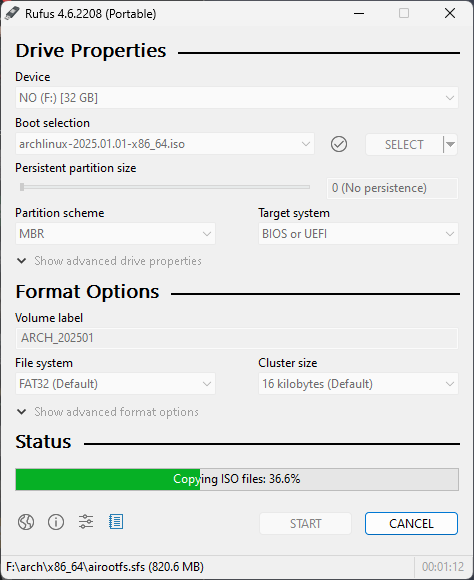 Rufus 4.6.2208 (Portable)
Drive Properties
Device
NO (F:) [32 GB]
Boot selection
archlinux-2025.01.01-x86_64.iso
SELECT
Persistent partition size
0 (No persistence)
Partition scheme
Target system
MBR
BIOS or UEFI
Show advanced drive properties
Format Options
Volume label
ARCH_202501
File system
Cluster size
FAT32 (Default)
16 kilobytes (Default)
Show advanced format options
Status
Copying ISO files: 36.6%
START
CANCEL
F:\arch\x86_64\airootfs.sfs (820.6 MB)
00:01:12